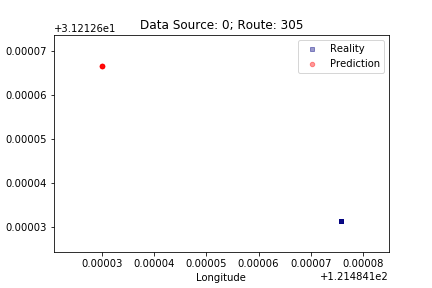 Data Source: 0; Route: 305
+3.12126e1
Reality
Prediction
0.00007
0.00006
0.00005
0.00004
0.00003
0.00003 0.00004 0.00005 0.00006 0.00007 0.00008
Longitude
+1.214841e2